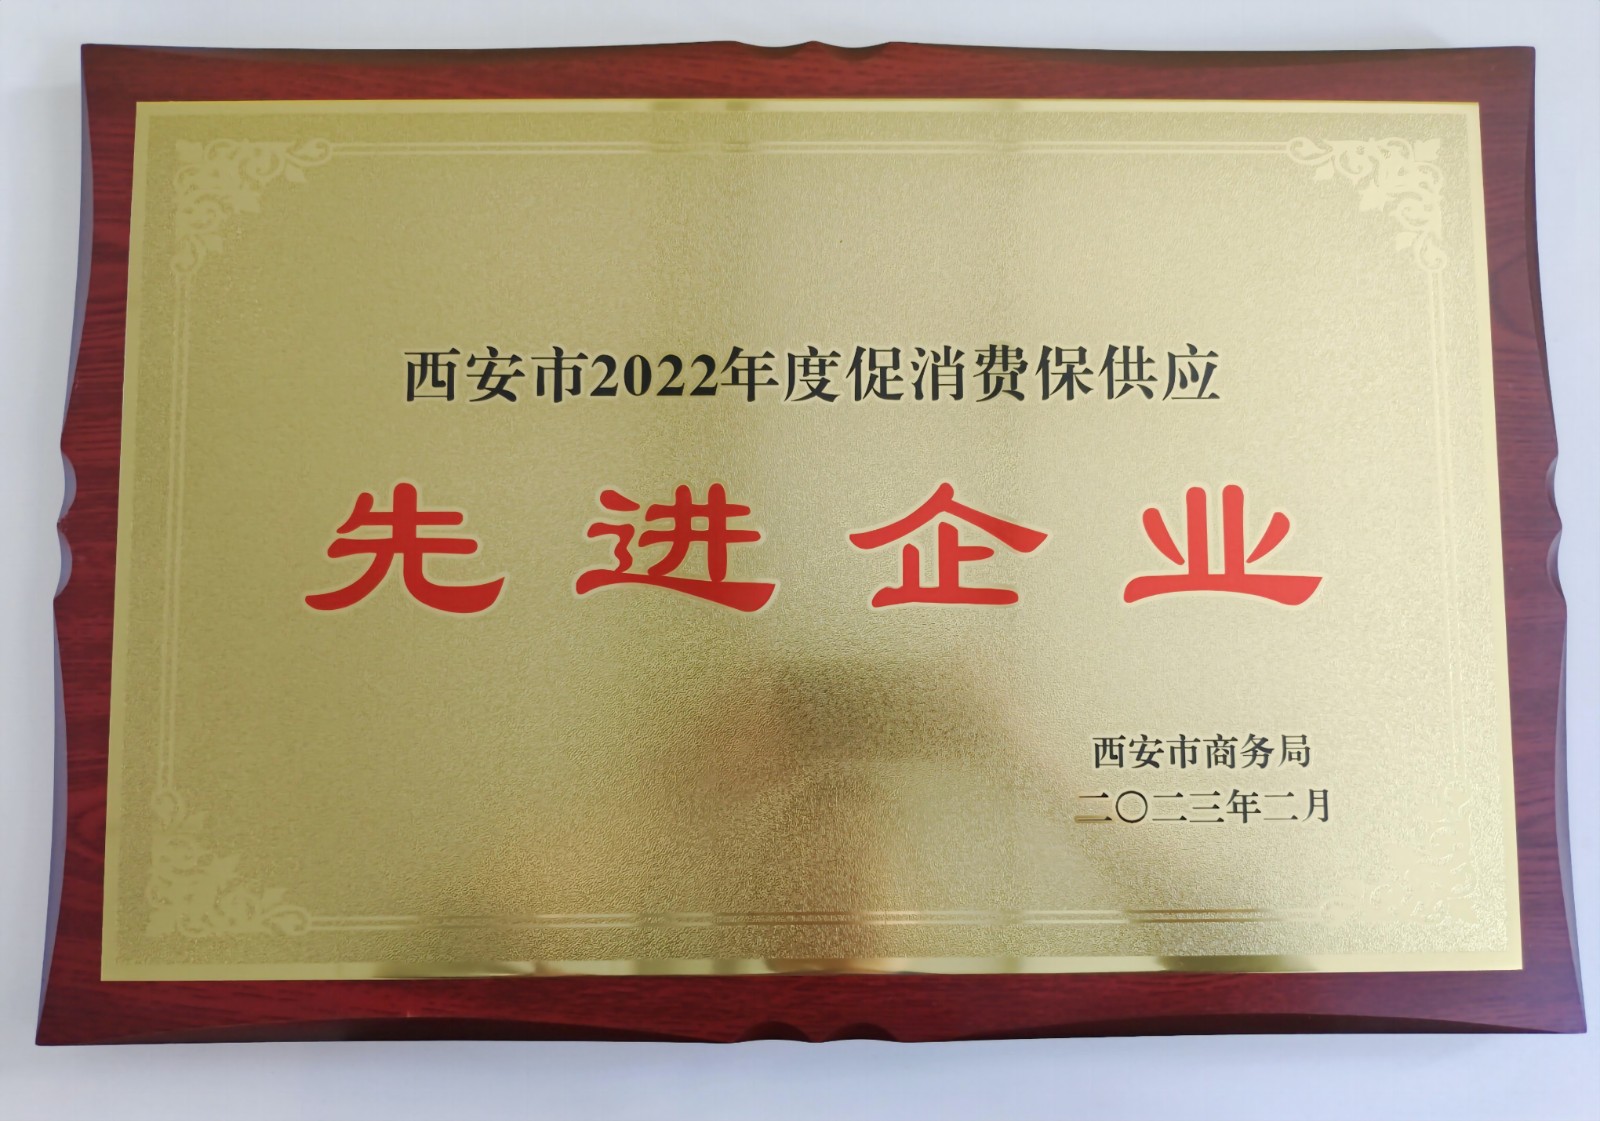 西安市2022年度促消费保供应
先进企业
西安市商务局
二〇二三年二月